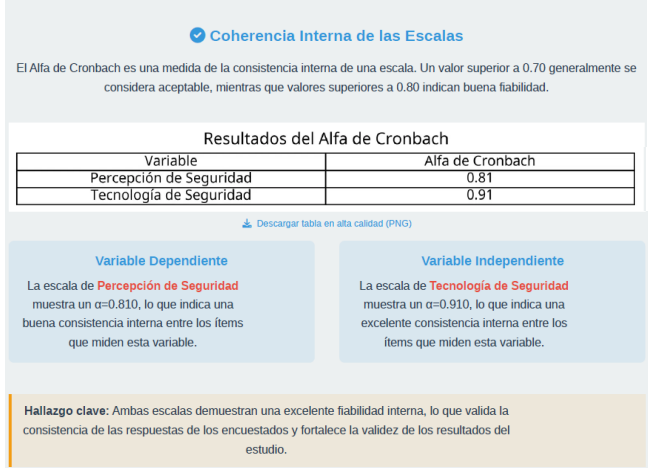 Coherencia Interna de las Escalas
El Alfa de Cronbach es una medida de la consistencia interna de una escala. Un valor superior a 0.70 generalmente se
considera aceptable, mientras que valores superiores a 0.80 indican buena fiabilidad.
Resultados del Alfa de Cronbach
Variable Alfa de Cronbach
Percepción de Seguridad 0.81
Tecnología de Seguridad 0.91
Descargar tabla en alta calidad (PNG)
Variable Dependiente
La escala de Percepción de Seguridad
muestra un α=0.810, lo que indica una
buena consistencia interna entre los ítems
que miden esta variable.
Variable Independiente
La escala de Tecnología de Seguridad
muestra un α=0.910, lo que indica una
excelente consistencia interna entre los
ítems que miden esta variable.
Hallazgo clave: Ambas escalas demuestran una excelente fiabilidad interna, lo que valida la
consistencia de las respuestas de los encuestados y fortalece la validez de los resultados del
estudio.